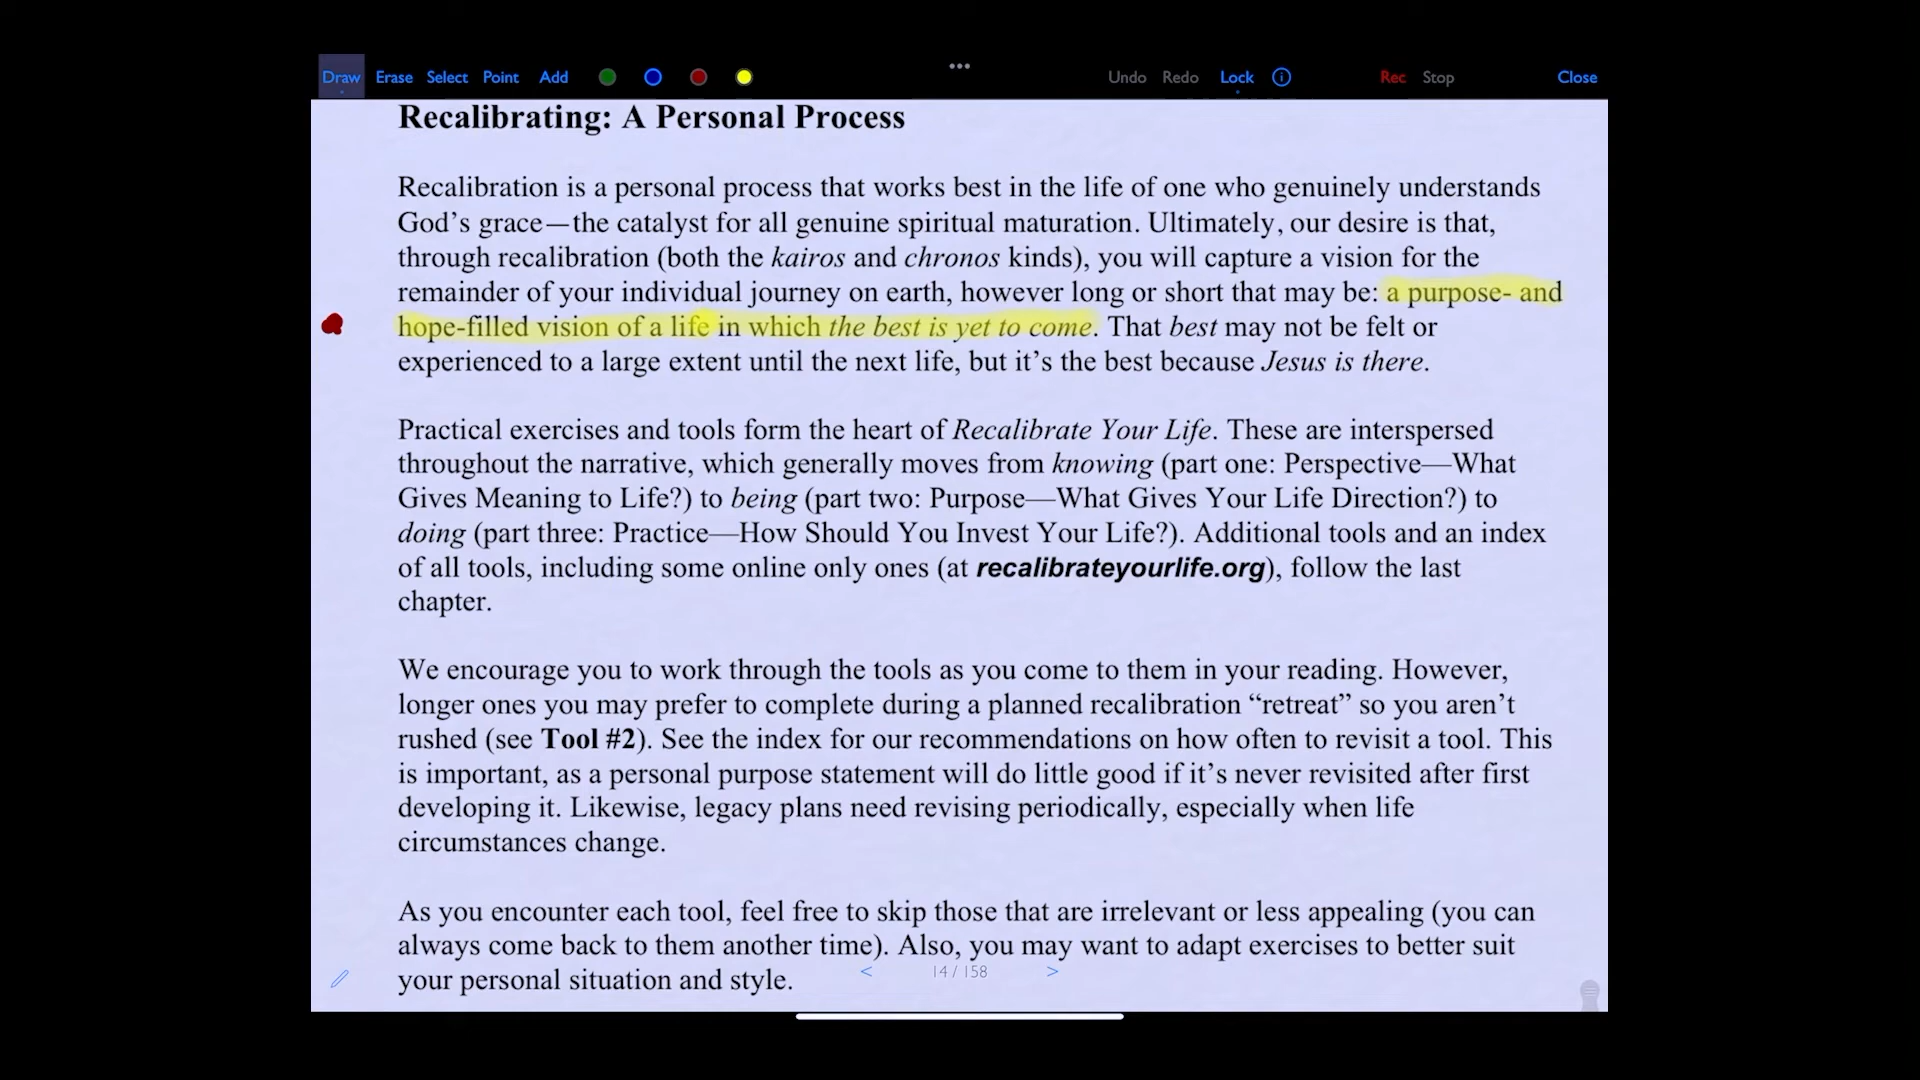 Draw Erase Select Point Add Undo Redo Lock Rec Stop Close
Recalibrating: A Personal Process
Recalibration is a personal process that works best in the life of one who genuinely understands
God’s grace—the catalyst for all genuine spiritual maturation. Ultimately, our desire is that,
through recalibration (both the kairos and chronos kinds), you will capture a vision for the
remainder of your individual journey on earth, however long or short that may be: a purpose- and
hope-filled vision of a life in which the best is yet to come. That best may not be felt or
experienced to a large extent until the next life, but it’s the best because Jesus is there.
Practical exercises and tools form the heart of Recalibrate Your Life. These are interspersed
throughout the narrative, which generally moves from knowing (part one: Perspective—What
Gives Meaning to Life?) to being (part two: Purpose—What Gives Your Life Direction?) to
doing (part three: Practice—How Should You Invest Your Life?). Additional tools and an index
of all tools, including some online only ones (at recalibrateyourlife.org), follow the last
chapter.
We encourage you to work through the tools as you come to them in your reading. However,
longer ones you may prefer to complete during a planned recalibration “retreat” so you aren’t
rushed (see Tool #2). See the index for our recommendations on how often to revisit a tool. This
is important, as a personal purpose statement will do little good if it’s never revisited after first
developing it. Likewise, legacy plans need revising periodically, especially when life
circumstances change.
As you encounter each tool, feel free to skip those that are irrelevant or less appealing (you can
always come back to them another time). Also, you may want to adapt exercises to better suit
your personal situation and style.
< 14 / 158 >